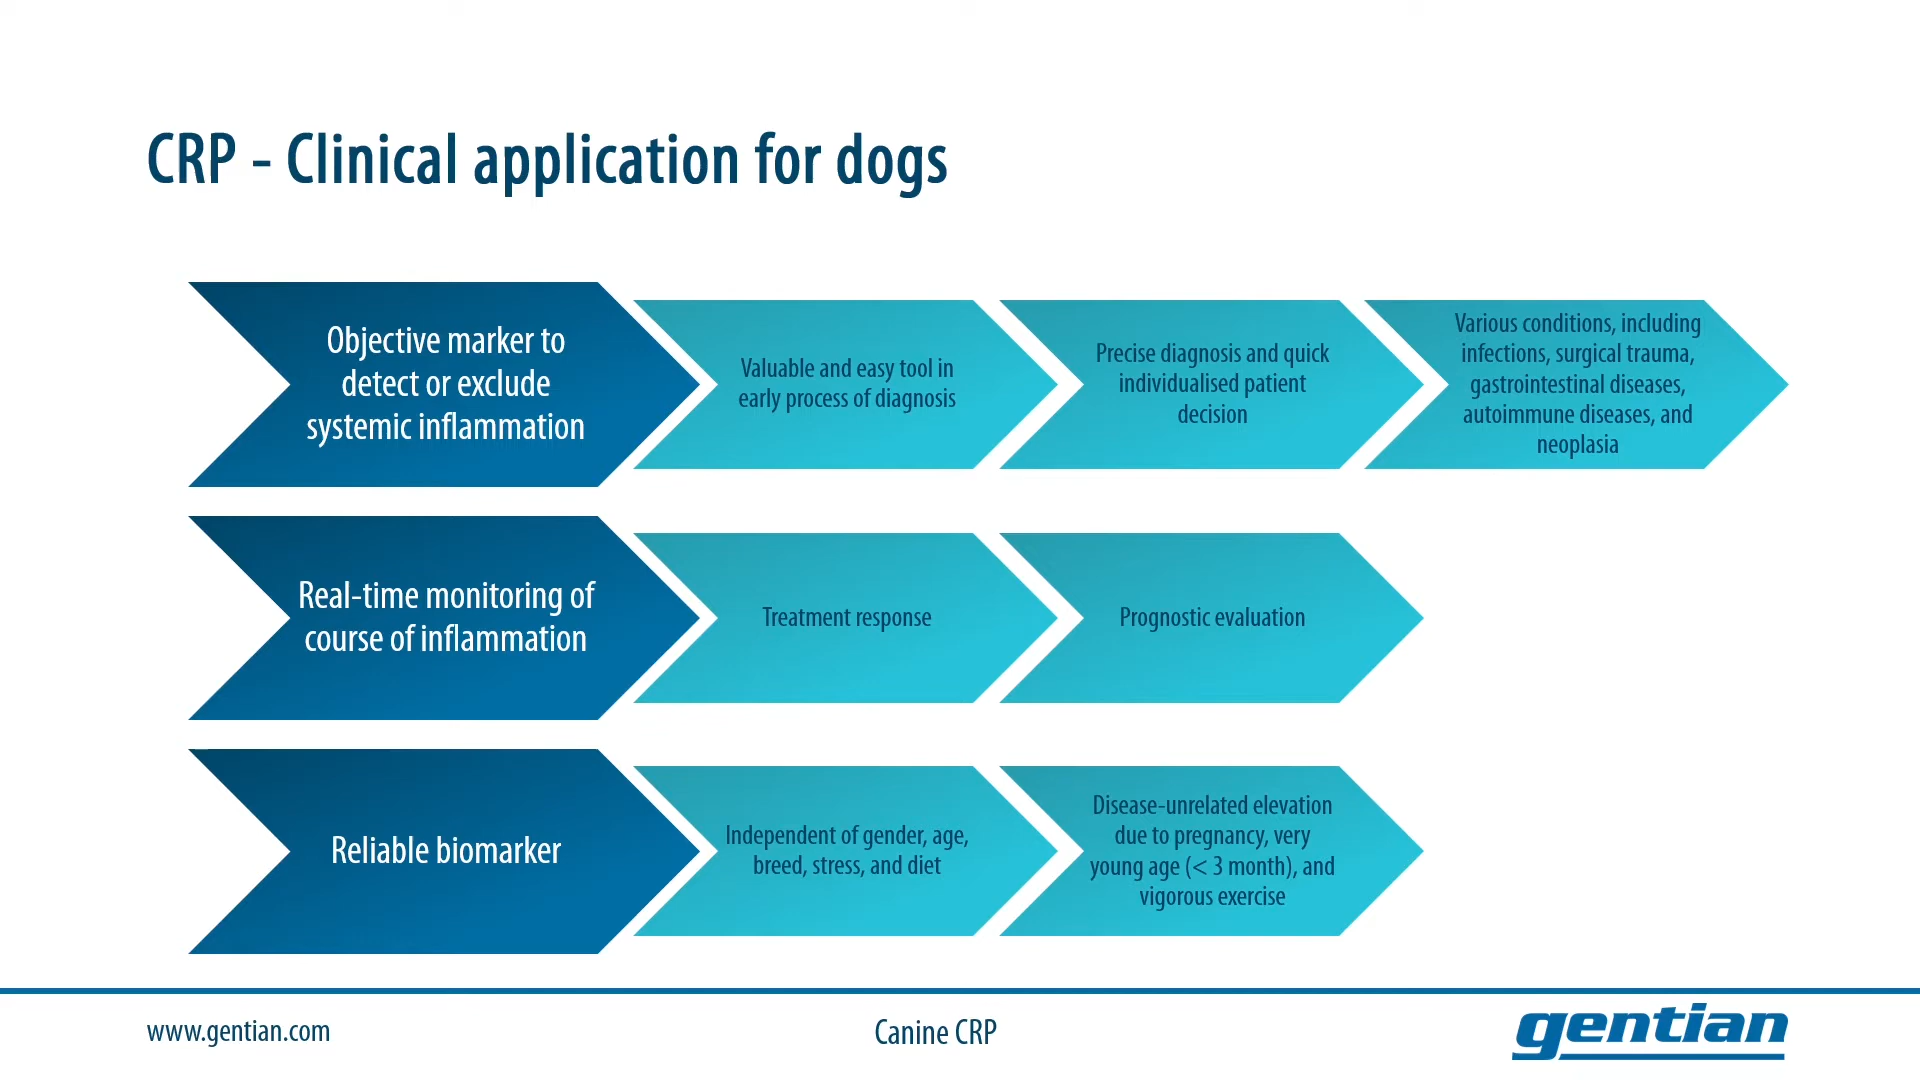 CRP - Clinical application for dogs
Objective marker to
detect or exclude
systemic inflammation
Valuable and easy tool in
early process of diagnosis
Precise diagnosis and quick
individualised patient
decision
Various conditions, including
infections, surgical trauma,
gastrointestinal diseases,
autoimmune diseases, and
neoplasia
Real-time monitoring of
course of inflammation
Treatment response
Prognostic evaluation
Reliable biomarker
Independent of gender, age,
breed, stress, and diet
Disease-unrelated elevation
due to pregnancy, very
young age (< 3 month), and
vigorous exercise
www.gentian.com
Canine CRP
gentian